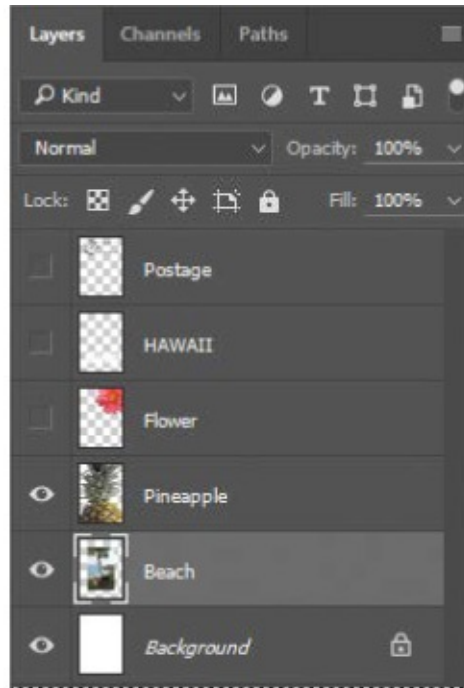 Layers Channels Paths
Kind T
Normal Opacity: 100%
Lock: Fill: 100%
Postage
HAWAII
Flower
Pineapple
Beach
Background